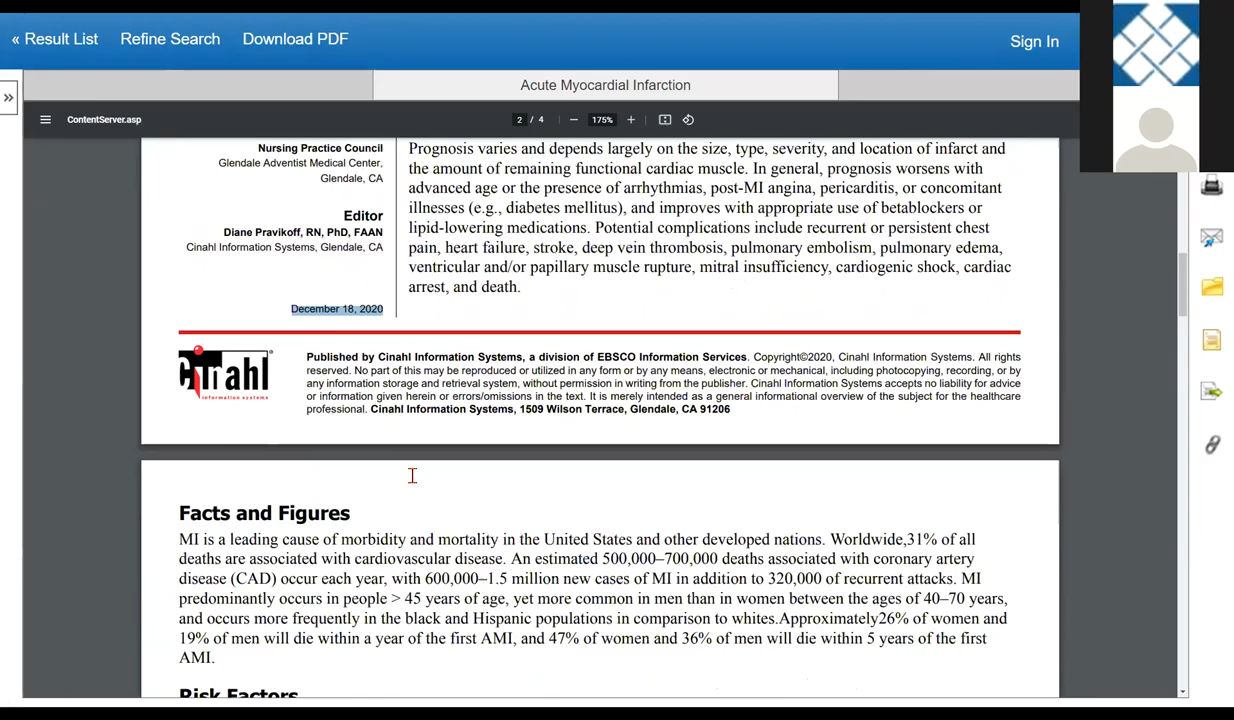 « Result List Refine Search Download PDF
Sign In
Acute Myocardial Infarction
ContentServer.asp
2 / 4
175%
Nursing Practice Council
Glendale Adventist Medical Center,
Glendale, CA
Editor
Diane Pravikoff, RN, PhD, FAAN
Cinahl Information Systems, Glendale, CA
December 18, 2020
Prognosis varies and depends largely on the size, type, severity, and location of infarct and
the amount of remaining functional cardiac muscle. In general, prognosis worsens with
advanced age or the presence of arrhythmias, post-MI angina, pericarditis, or concomitant
illnesses (e.g., diabetes mellitus), and improves with appropriate use of betablockers or
lipid-lowering medications. Potential complications include recurrent or persistent chest
pain, heart failure, stroke, deep vein thrombosis, pulmonary embolism, pulmonary edema,
ventricular and/or papillary muscle rupture, mitral insufficiency, cardiogenic shock, cardiac
arrest, and death.
Cinahl
information systems
Published by Cinahl Information Systems, a division of EBSCO Information Services. Copyright©2020, Cinahl Information Systems. All rights
reserved. No part of this may be reproduced or utilized in any form or by any means, electronic or mechanical, including photocopying, recording, or by
any information storage and retrieval system, without permission in writing from the publisher. Cinahl Information Systems accepts no liability for advice
or information given herein or errors/omissions in the text. It is merely intended as a general informational overview of the subject for the healthcare
professional. Cinahl Information Systems, 1509 Wilson Terrace, Glendale, CA 91206
Facts and Figures
MI is a leading cause of morbidity and mortality in the United States and other developed nations. Worldwide,31% of all
deaths are associated with cardiovascular disease. An estimated 500,000–700,000 deaths associated with coronary artery
disease (CAD) occur each year, with 600,000–1.5 million new cases of MI in addition to 320,000 of recurrent attacks. MI
predominantly occurs in people > 45 years of age, yet more common in men than in women between the ages of 40–70 years,
and occurs more frequently in the black and Hispanic populations in comparison to whites.Approximately26% of women and
19% of men will die within a year of the first AMI, and 47% of women and 36% of men will die within 5 years of the first
AMI.
Risk Factors